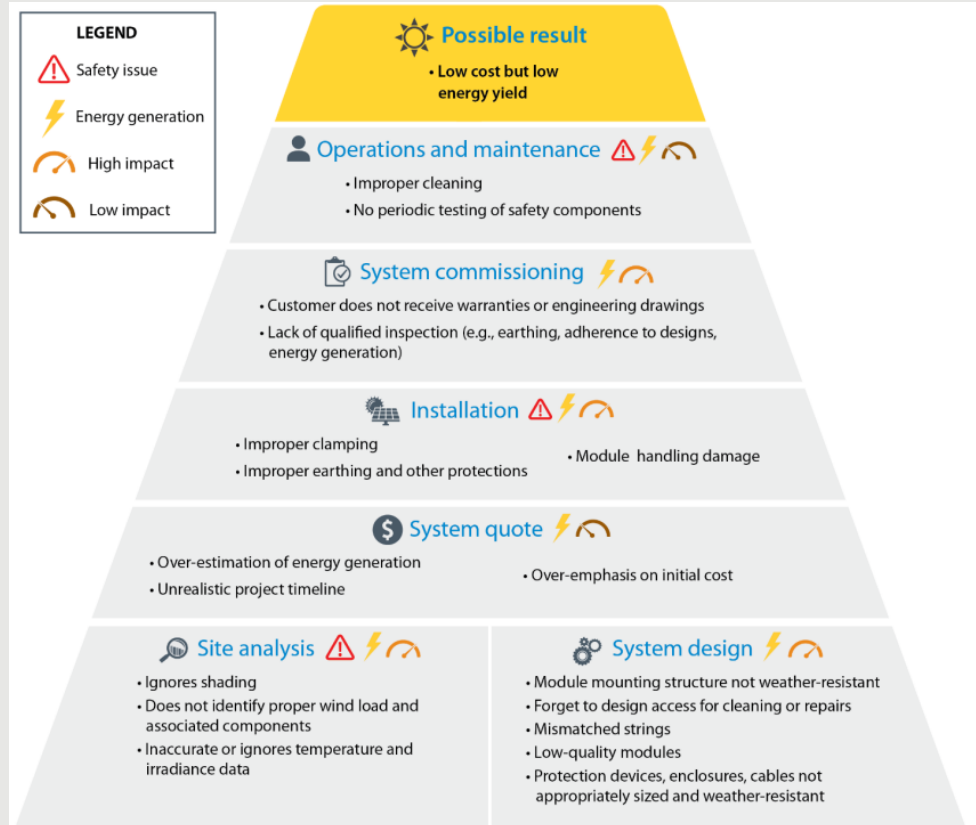 LEGEND
Safety issue
Energy generation
High impact
Low impact
Possible result
• Low cost but low
energy yield
Operations and maintenance
• Improper cleaning
• No periodic testing of safety components
System commissioning
• Customer does not receive warranties or engineering drawings
• Lack of qualified inspection (e.g., earthing, adherence to designs,
energy generation)
Installation
• Improper clamping
• Improper earthing and other protections
• Module handling damage
$ System quote
• Over-estimation of energy generation
• Unrealistic project timeline
• Over-emphasis on initial cost
Site analysis
• Ignores shading
• Does not identify proper wind load and
associated components
• Inaccurate or ignores temperature and
irradiance data
System design
• Module mounting structure not weather-resistant
• Forget to design access for cleaning or repairs
• Mismatched strings
• Low-quality modules
• Protection devices, enclosures, cables not
appropriately sized and weather-resistant